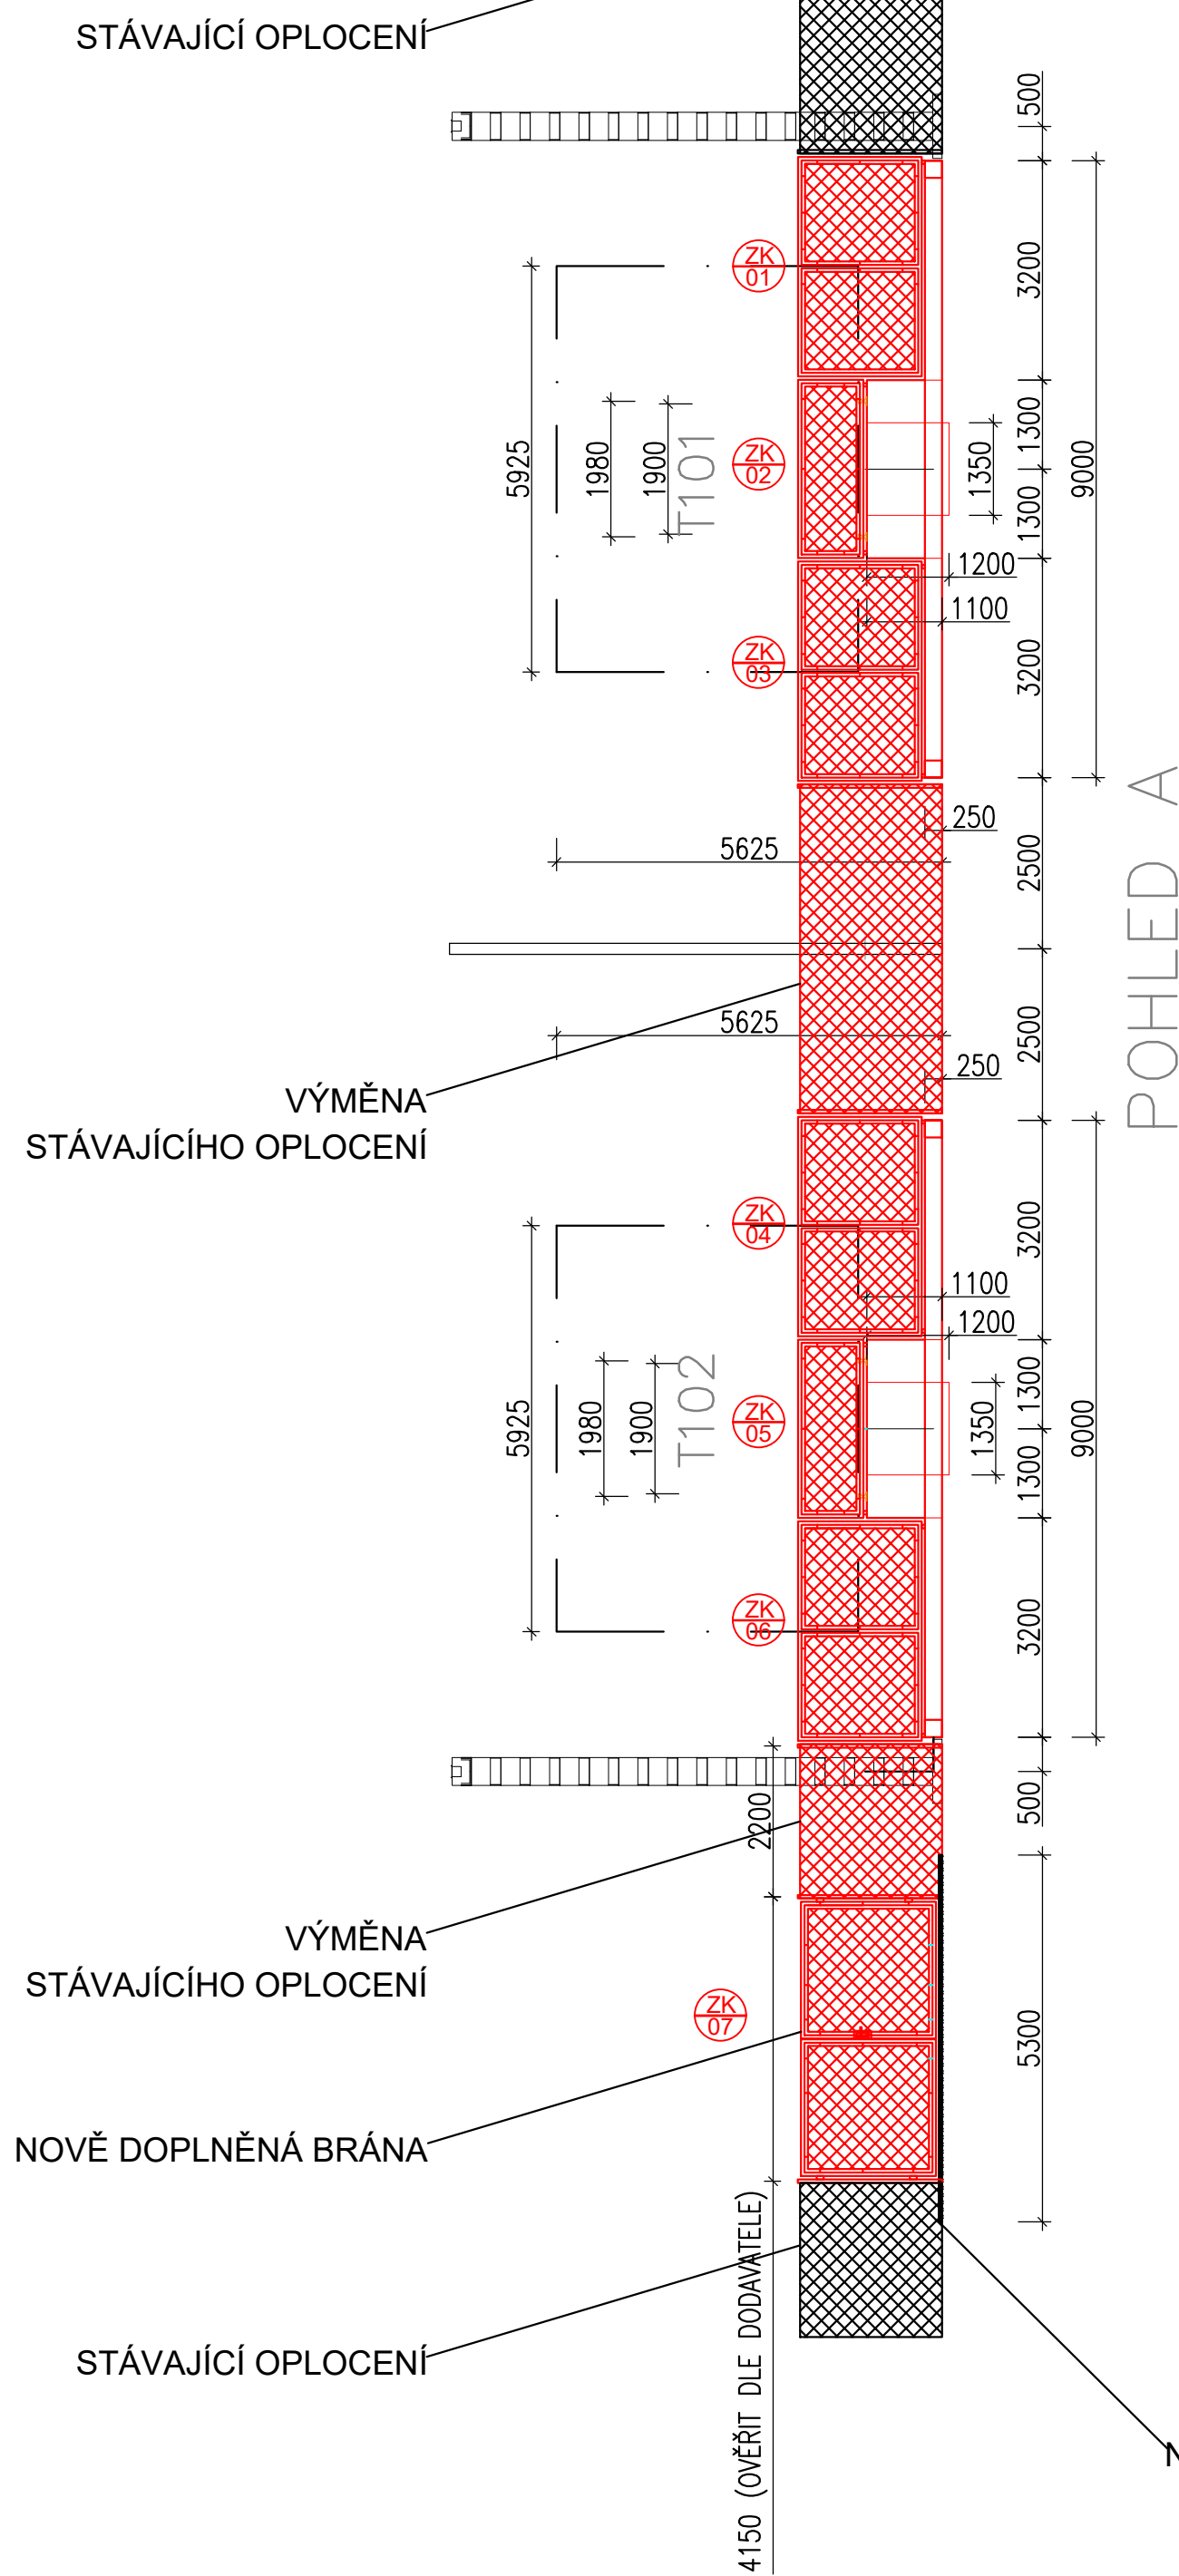 STÁVAJÍCÍ OPLOCENÍ
500
3200
ZK
01
5925
1980
1900
T101
ZK
02
1300
1350
1300
9000
1200
1100
ZK
03
3200
250
5625
2500
POHLED A
5625
2500
250
VÝMĚNA
STÁVAJÍCÍHO OPLOCENÍ
ZK
04
3200
1100
1200
5925
1980
1900
T102
ZK
05
1300
1350
1300
9000
ZK
06
3200
500
2200
VÝMĚNA
STÁVAJÍCÍHO OPLOCENÍ
ZK
07
5300
NOVĚ DOPLNĚNÁ BRÁNA
4150 (OVĚŘIT DLE DODAVATELE)
STÁVAJÍCÍ OPLOCENÍ